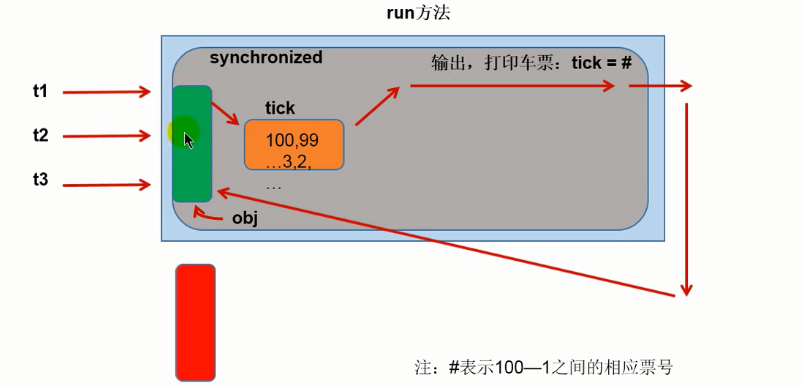 run方法
synchronized
输出，打印车票：tick = #
t1
tick
t2
100,99
…3,2,
t3
…
obj
注：#表示100—1之间的相应票号